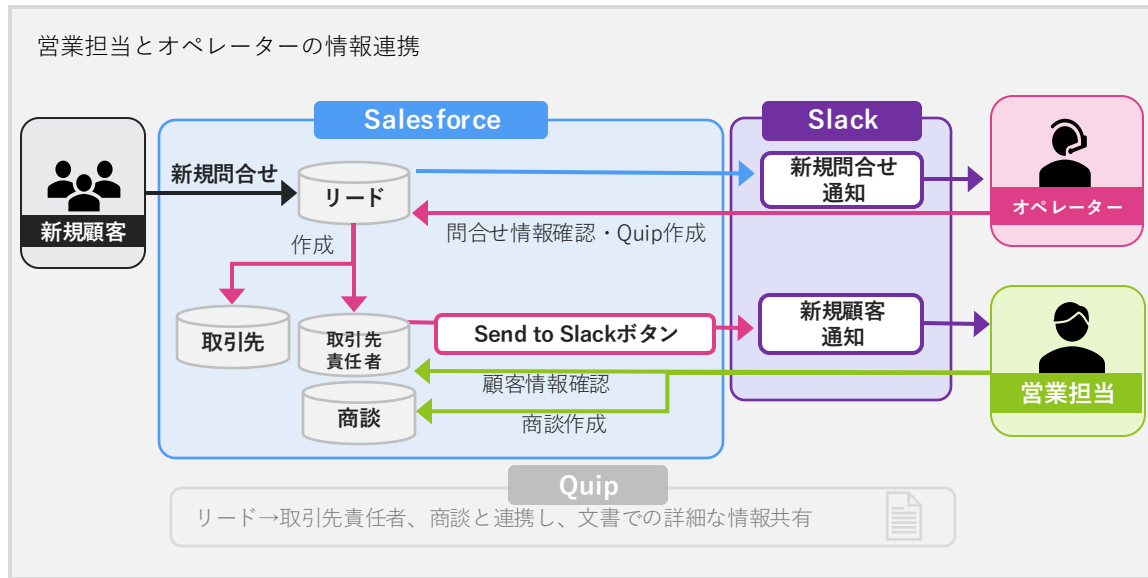 営業担当とオペレーターの情報連携
Salesforce
Slack
新規顧客
新規問合せ
リード
新規問合せ
通知
オペレーター
問合せ情報確認・Quip作成
作成
取引先
取引先
責任者
Send to Slackボタン
新規顧客
通知
営業担当
顧客情報確認
商談
商談作成
Quip
リード→取引先責任者、商談と連携し、文書での詳細な情報共有